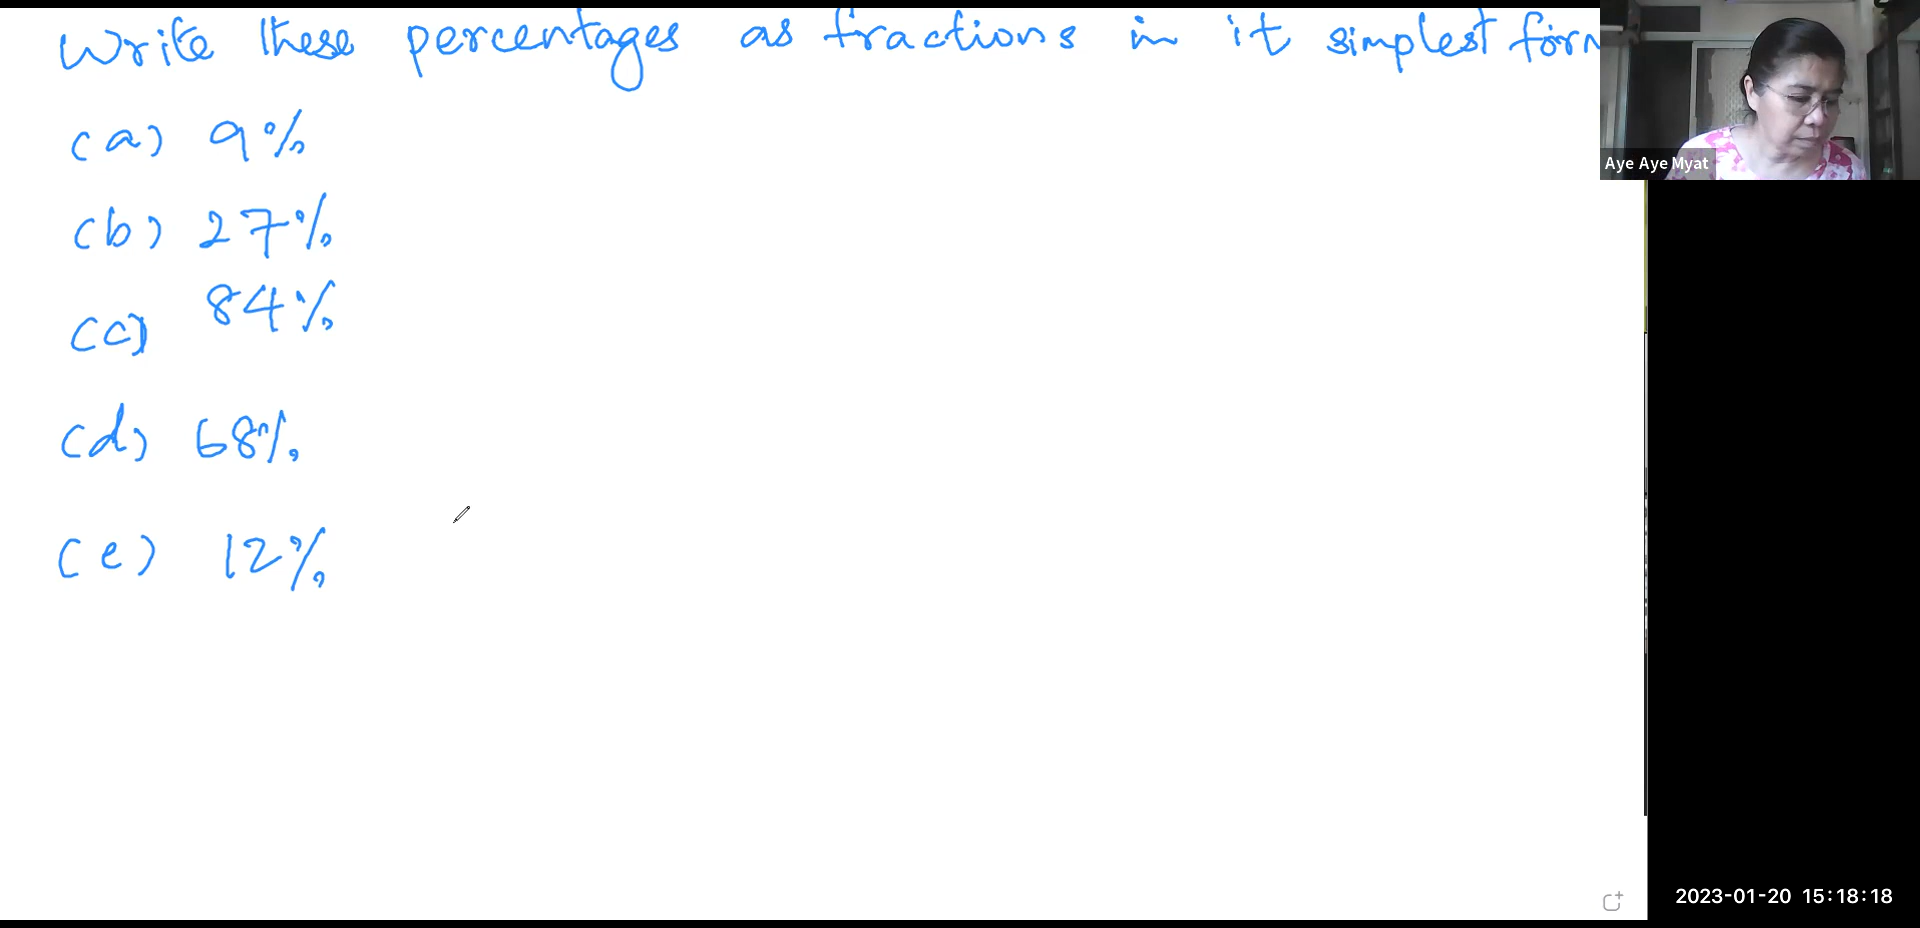 Write these percentages as fractions in it simplest form
(a) 9%
(b) 27%
(c) 84%
(d) 68%
(e) 12%
Aye Aye Myat
2023-01-20 15:18:18